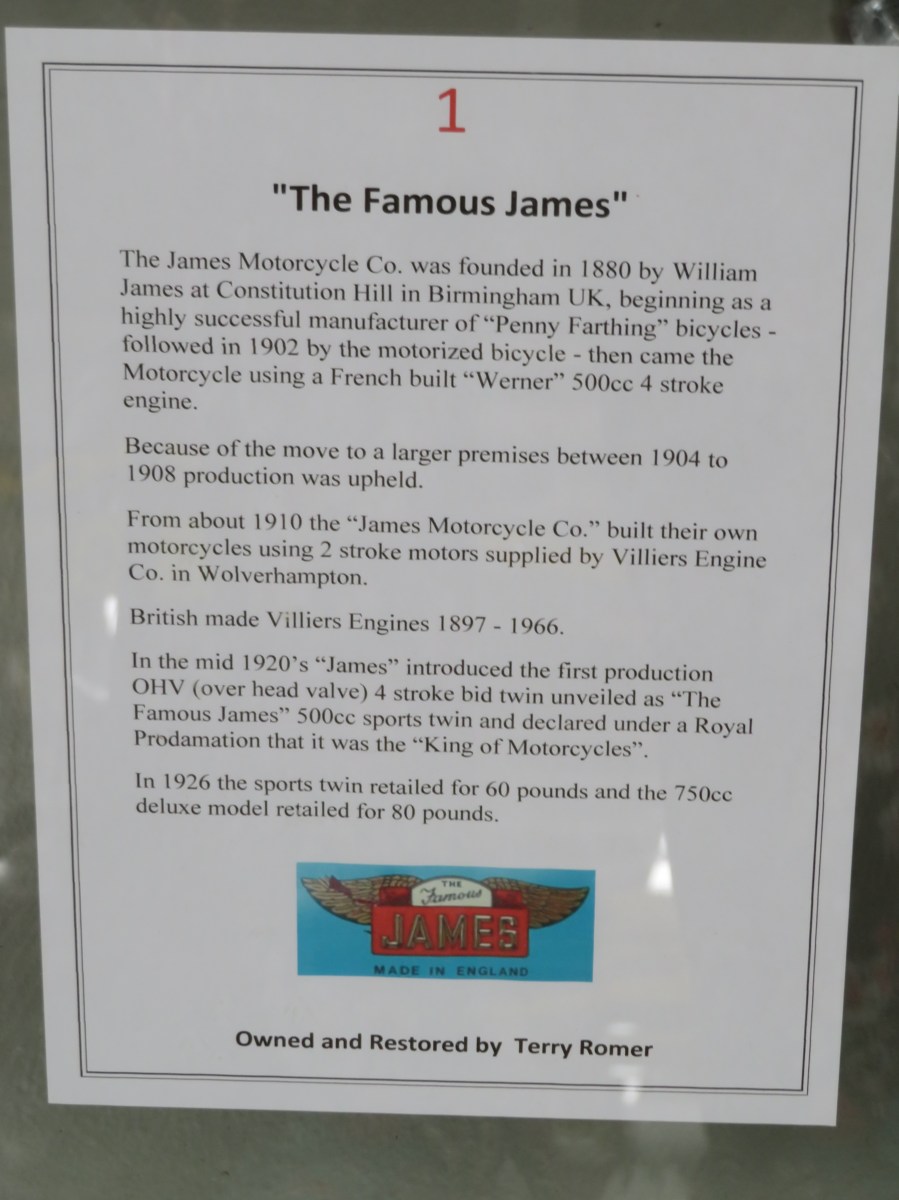 1
"The Famous James"
The James Motorcycle Co. was founded in 1880 by William
James at Constitution Hill in Birmingham UK, beginning as a
highly successful manufacturer of “Penny Farthing” bicycles -
followed in 1902 by the motorized bicycle - then came the
Motorcycle using a French built “Werner” 500cc 4 stroke
engine.
Because of the move to a larger premises between 1904 to
1908 production was upheld.
From about 1910 the “James Motorcycle Co.” built their own
motorcycles using 2 stroke motors supplied by Villiers Engine
Co. in Wolverhampton.
British made Villiers Engines 1897 - 1966.
In the mid 1920’s “James” introduced the first production
OHV (over head valve) 4 stroke bid twin unveiled as “The
Famous James” 500cc sports twin and declared under a Royal
Prodamation that it was the “King of Motorcycles”.
In 1926 the sports twin retailed for 60 pounds and the 750cc
deluxe model retailed for 80 pounds.
THE
Famous
JAMES
MADE IN ENGLAND
Owned and Restored by Terry Romer